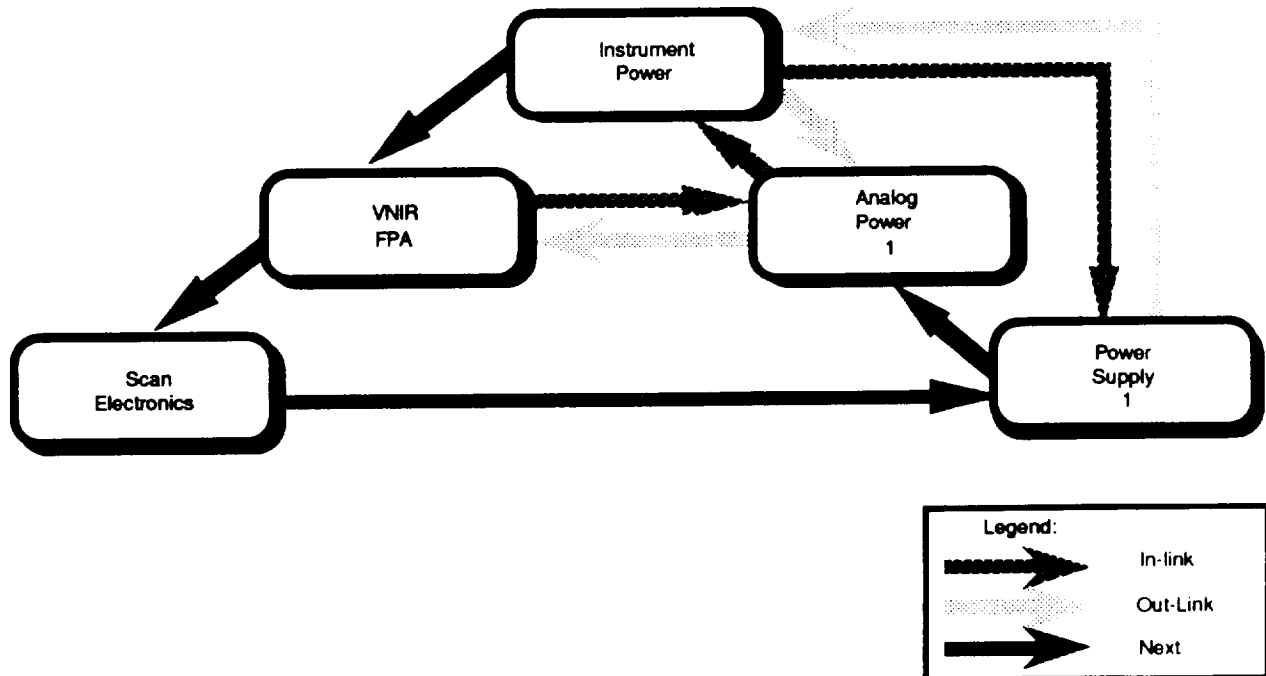 Instrument
Power
VNIR
FPA
Analog
Power
1
Scan
Electronics
Power
Supply
1
Legend:
In-link
Out-Link
Next